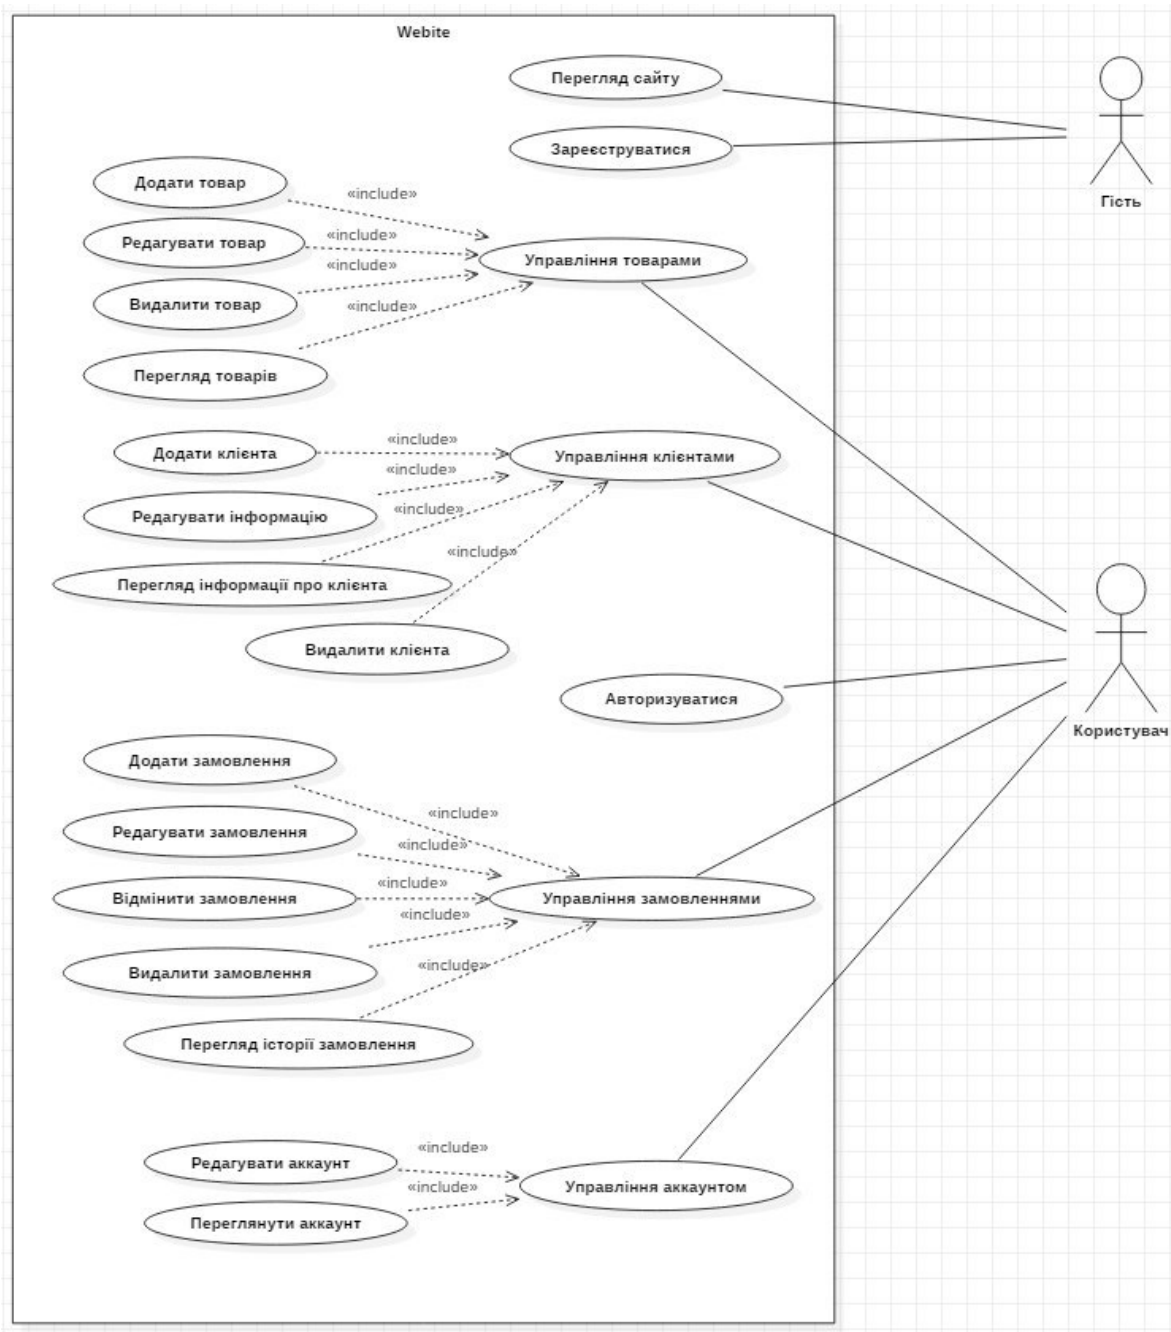 Webite
Перегляд сайту
Зареєструватися
Гість
Додати товар
«include»
Редагувати товар
«include»
Управління товарами
«include»
Видалити товар
«include»
Перегляд товарів
Додати клієнта
«include»
Управління клієнтами
«include»
Редагувати інформацію
«include»
«include»
Перегляд інформації про клієнта
Видалити клієнта
Авторизуватися
Користувач
Додати замовлення
«include»
Редагувати замовлення
«include»
«include»
Відмінити замовлення
Управління замовленнями
«include»
Видалити замовлення
«include»
Перегляд історії замовлення
«include»
Редагувати аккаунт
«include»
Управління аккаунтом
Переглянути аккаунт